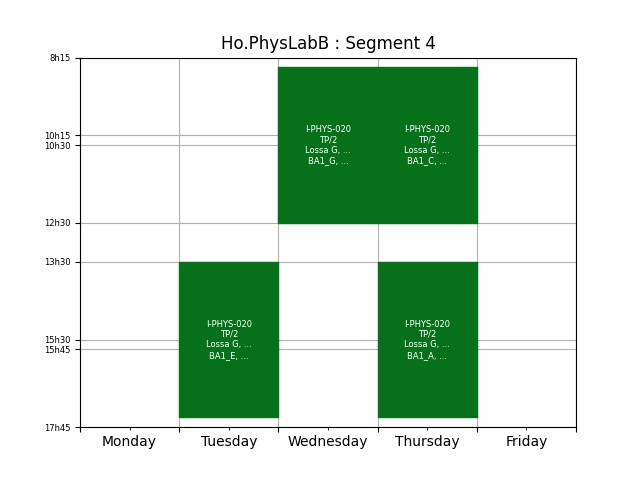 Ho.PhysLabB : Segment 4
8h15
10h15
10h30
12h30
13h30
15h30
15h45
17h45
I-PHYS-020
TP/2
Lossa G, ...
BA1_G, ...
I-PHYS-020
TP/2
Lossa G, ...
BA1_C, ...
I-PHYS-020
TP/2
Lossa G, ...
BA1_E, ...
I-PHYS-020
TP/2
Lossa G, ...
BA1_A, ...
Monday
Tuesday
Wednesday
Thursday
Friday